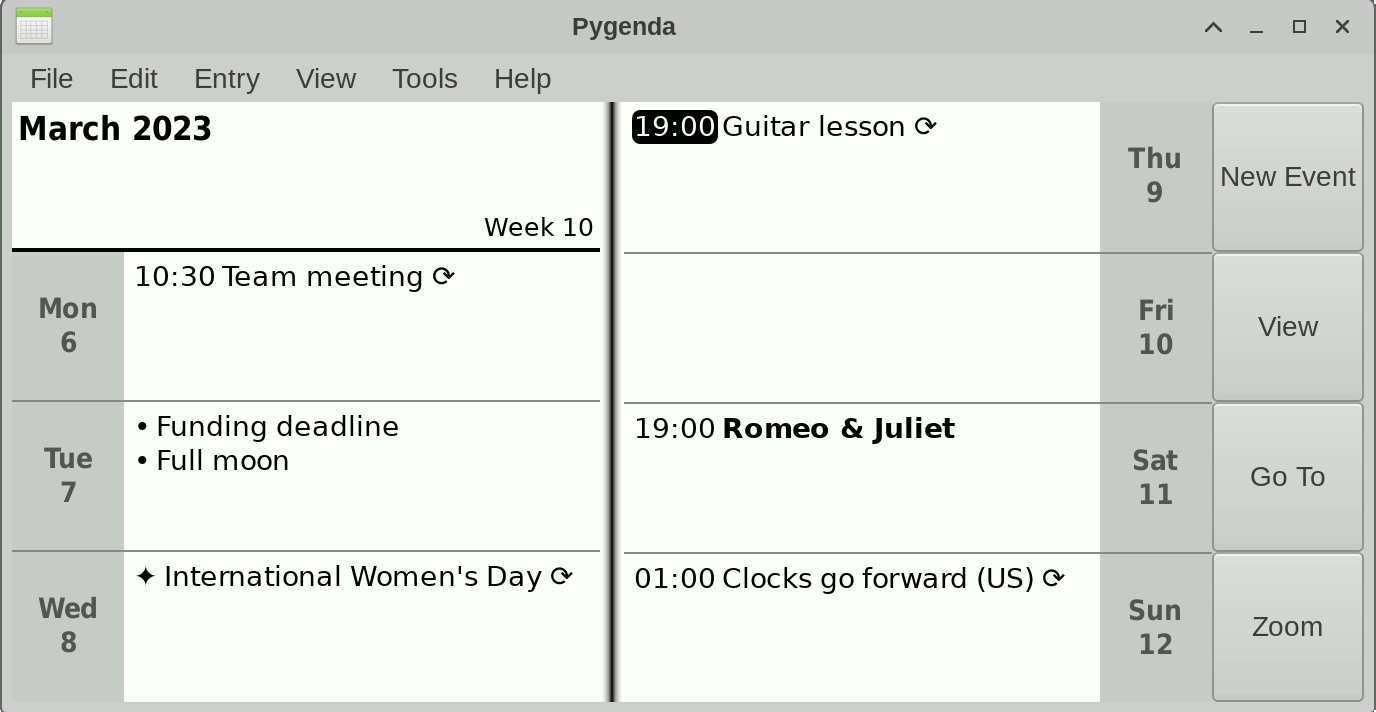 Pygenda
File Edit Entry View Tools Help
March 2023
Week 10
Mon
6
10:30 Team meeting ⟳
Tue
7
• Funding deadline
• Full moon
Wed
8
✦ International Women's Day ⟳
19:00 Guitar lesson ⟳
Thu
9
Fri
10
19:00 Romeo & Juliet
Sat
11
01:00 Clocks go forward (US) ⟳
Sun
12
New Event
View
Go To
Zoom